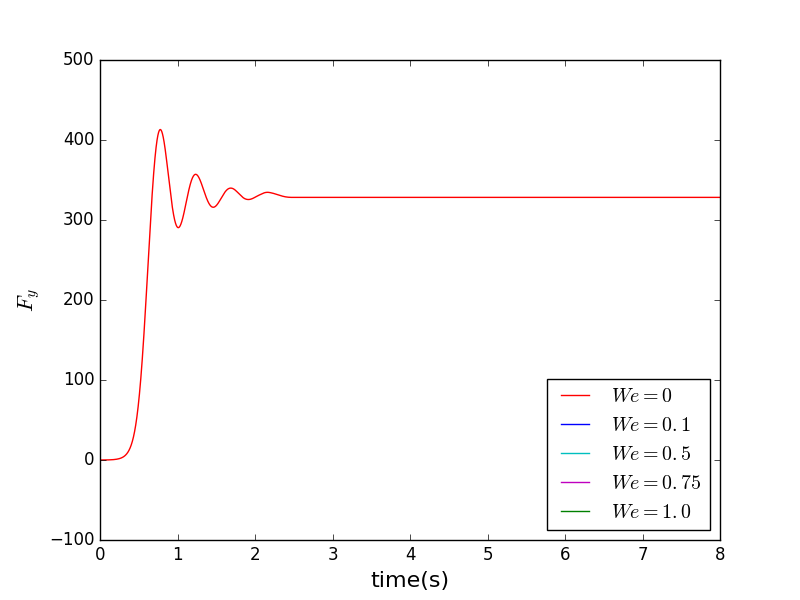 500
400
300
200
100
0
−100
F_y
0 1 2 3 4 5 6 7 8
time(s)
We = 0
We = 0.1
We = 0.5
We = 0.75
We = 1.0